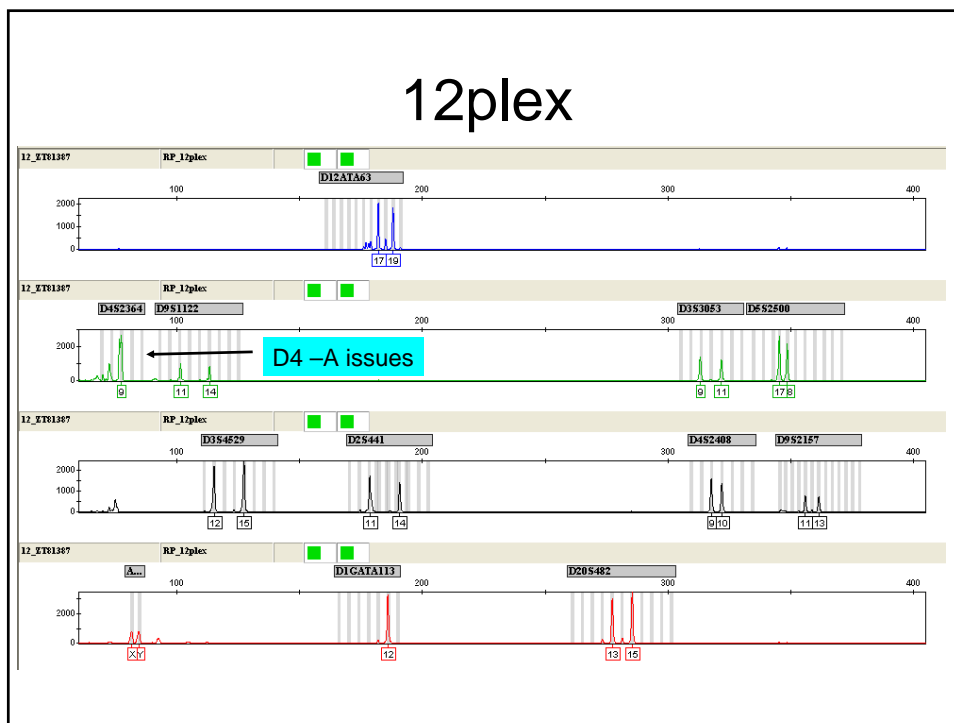 12plex
12_ZT81387 RP_12plex
D12ATA63
100 200 300 400
2000
1000
0
17 19
12_ZT81387 RP_12plex
D4S2364 D9S1122 D3S3053 D5S2500
100 200 300 400
2000
0
D4 –A issues
9 11 14 9 11 17 8
12_ZT81387 RP_12plex
D3S4529 D2S441 D4S2408 D9S2157
100 200 300 400
2000
1000
0
12 15 11 14 9 10 11 13
12_ZT81387 RP_12plex
A... D1GATA113 D20S482
100 200 300 400
2000
0
X Y 12 13 15